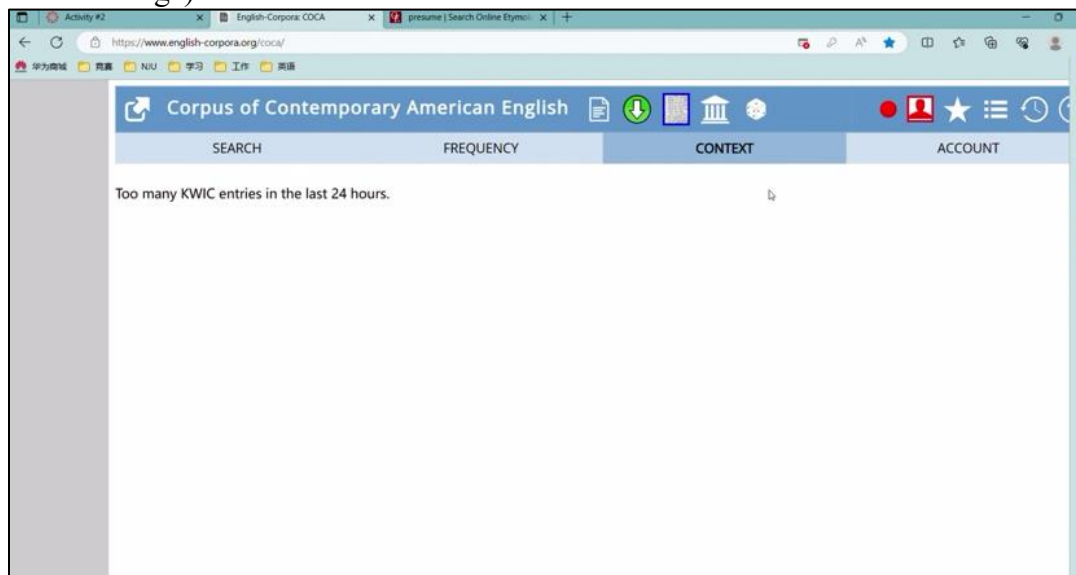 Activity #2
English-Corpora: COCA
presume | Search Online Etymol
https://www.english-corpora.org/coca/
华为商城 竞赛 NJU 学习 工作 英语
Corpus of Contemporary American English
SEARCH FREQUENCY CONTEXT ACCOUNT
Too many KWIC entries in the last 24 hours.